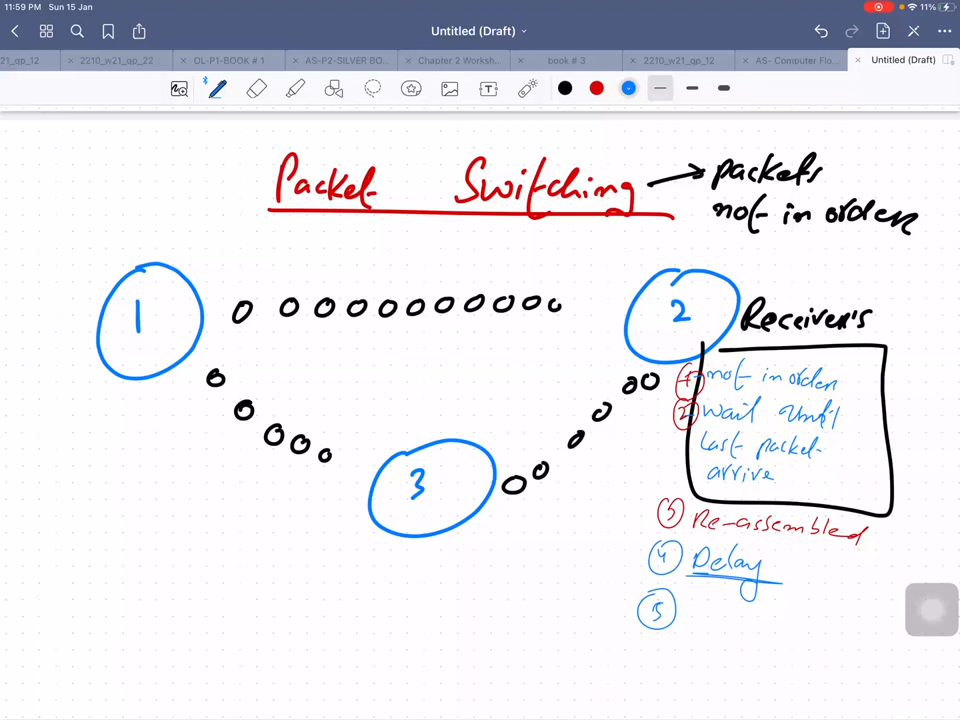 11:59 PM Sun 15 Jan
11%
Untitled (Draft)
21_qp_12
2210_w21_qp_22
OL-P1-BOOK # 1
AS-P2-SILVER BO...
Chapter 2 Worksh...
book # 3
2210_w21_qp_12
AS- Computer Flo...
Untitled (Draft)
Packet Switching → packets
not in order
1
2
Receiver's
1 not in order
2 wait until
last packet
arrive
3
3 Re-assembled
4 Delay
5